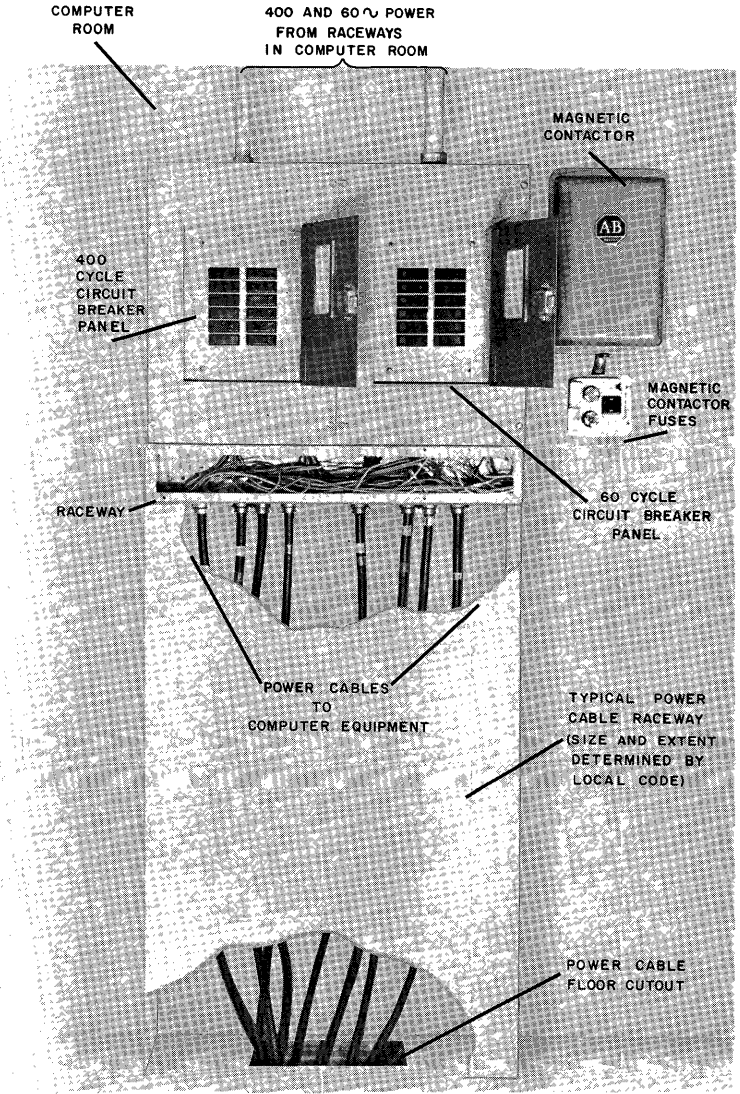 COMPUTER
ROOM
400 AND 60∿ POWER
FROM RACEWAYS
IN COMPUTER ROOM
MAGNETIC
CONTACTOR
AB
400
CYCLE
CIRCUIT
BREAKER
PANEL
MAGNETIC
CONTACTOR
FUSES
RACEWAY
60 CYCLE
CIRCUIT BREAKER
PANEL
POWER CABLES
TO
COMPUTER EQUIPMENT
TYPICAL POWER
CABLE RACEWAY
(SIZE AND EXTENT
DETERMINED BY
LOCAL CODE)
POWER CABLE
FLOOR CUTOUT